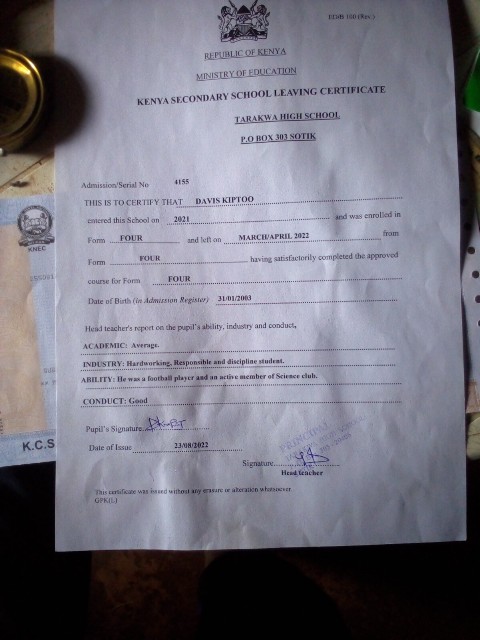 ED/B 100 (Rev.)
REPUBLIC OF KENYA
MINISTRY OF EDUCATION
KENYA SECONDARY SCHOOL LEAVING CERTIFICATE
TARAKWA HIGH SCHOOL
P.O BOX 303 SOTIK
Admission/Serial No 4155
THIS IS TO CERTIFY THAT DAVIS KIPTOO
entered this School on 2021 and was enrolled in
Form FOUR and left on MARCH/APRIL 2022 from
Form FOUR having satisfactorily completed the approved
course for Form FOUR
Date of Birth (in Admission Register) 31/01/2003
Head teacher's report on the pupil's ability, industry and conduct,
ACADEMIC: Average.
INDUSTRY: Hardworking, Responsible and discipline student.
ABILITY: He was a football player and an active member of Science club.
CONDUCT: Good
Pupil's Signature
Date of Issue 23/08/2022
PRINCIPAL
Signature
Head teacher
This certificate was issued without any erasure or alteration whatsoever
GPK(L)
KNEC
K.C.S